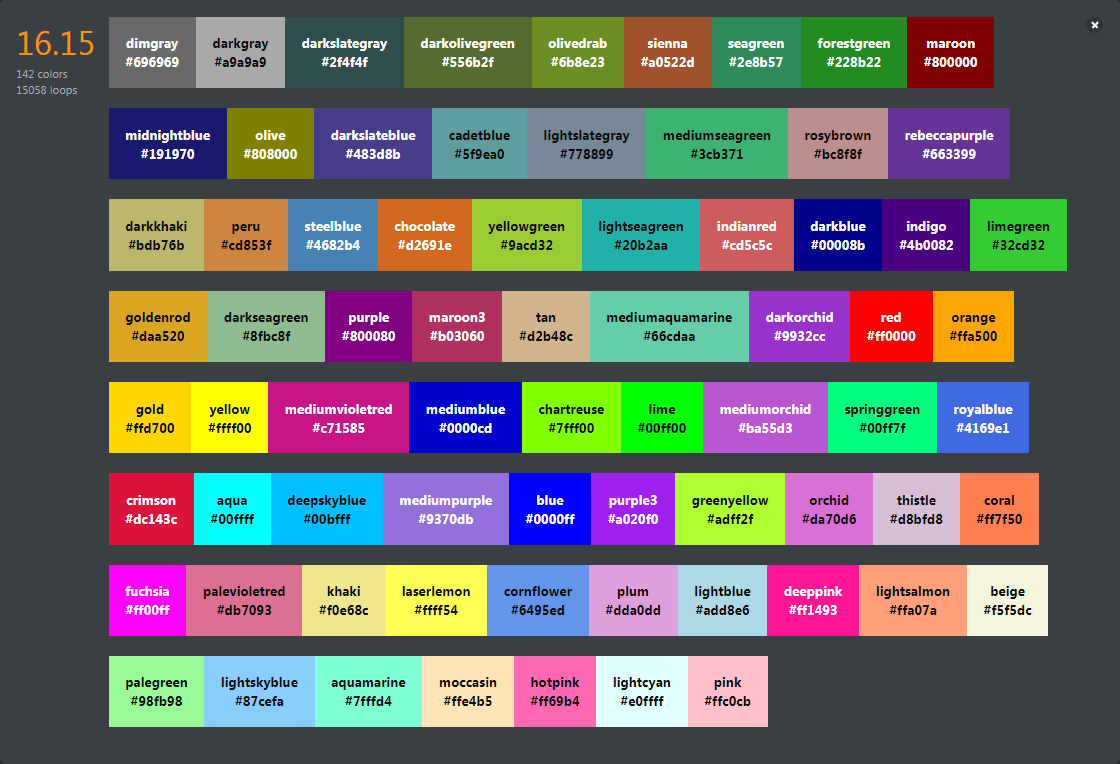 16.15
142 colors
15058 loops
dimgray darkgray darkslategray darkolivegreen olivedrab sienna seagreen forestgreen maroon
#696969 #a9a9a9 #2f4f4f #556b2f #6b8e23 #a0522d #2e8b57 #228b22 #800000
midnightblue olive darkslateblue cadetblue lightslategray mediumseagreen rosybrown rebeccapurple
#191970 #808000 #483d8b #5f9ea0 #778899 #3cb371 #bc8f8f #663399
darkkhaki peru steelblue chocolate yellowgreen lightseagreen indianred darkblue indigo limegreen
#bdb76b #cd853f #4682b4 #d2691e #9acd32 #20b2aa #cd5c5c #00008b #4b0082 #32cd32
goldenrod darkseagreen purple maroon3 tan mediumaquamarine darkorchid red orange
#daa520 #8fbc8f #800080 #b03060 #d2b48c #66cdaa #9932cc #ff0000 #ffa500
gold yellow mediumvioletred mediumblue chartreuse lime mediumorchid springgreen royalblue
#ffd700 #ffff00 #c71585 #0000cd #7fff00 #00ff00 #ba55d3 #00ff7f #4169e1
crimson aqua deepskyblue mediumpurple blue purple3 greenyellow orchid thistle coral
#dc143c #00ffff #00bfff #9370db #0000ff #a020f0 #adff2f #da70d6 #d8bfd8 #ff7f50
fuchsia palevioletred khaki laserlemon cornflower plum lightblue deeppink lightsalmon beige
#ff00ff #db7093 #f0e68c #ffff54 #6495ed #dda0dd #add8e6 #ff1493 #ffa07a #f5f5dc
palegreen lightskyblue aquamarine moccasin hotpink lightcyan pink
#98fb98 #87cefa #7fffd4 #ffe4b5 #ff69b4 #e0ffff #ffc0cb